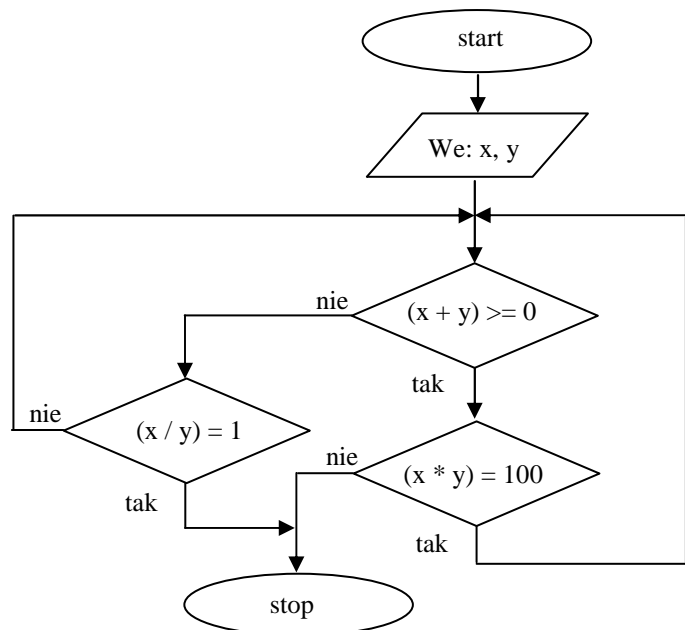 start
We: x, y
nie
(x + y) >= 0
tak
nie
(x / y) = 1
nie
(x * y) = 100
tak
tak
stop